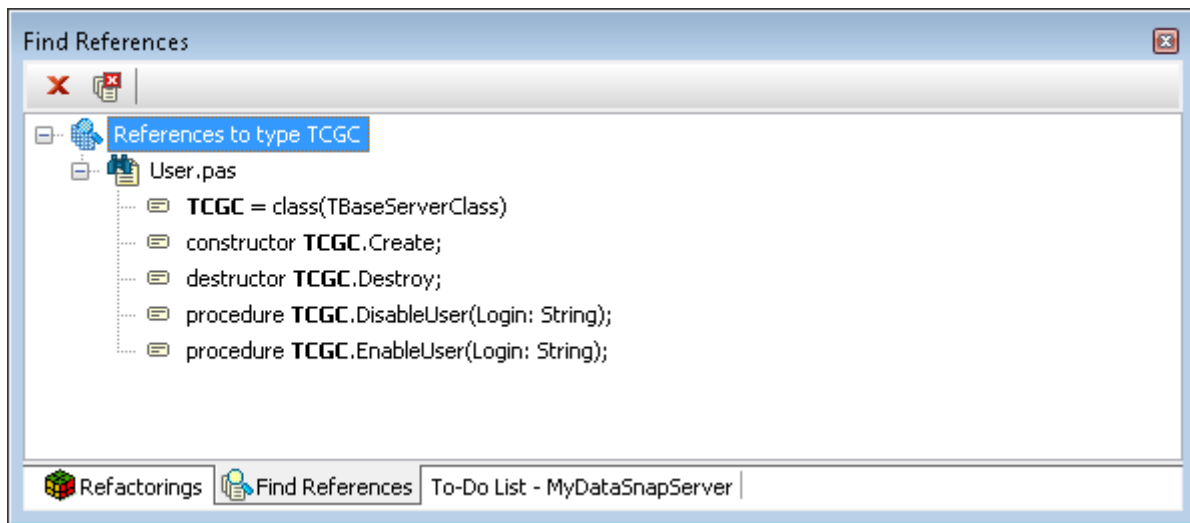 Find References
References to type TCGC
User.pas
TCGC = class(TBaseServerClass)
constructor TCGC.Create;
destructor TCGC.Destroy;
procedure TCGC.DisableUser(Login: String);
procedure TCGC.EnableUser(Login: String);
Refactorings Find References To-Do List - MyDataSnapServer